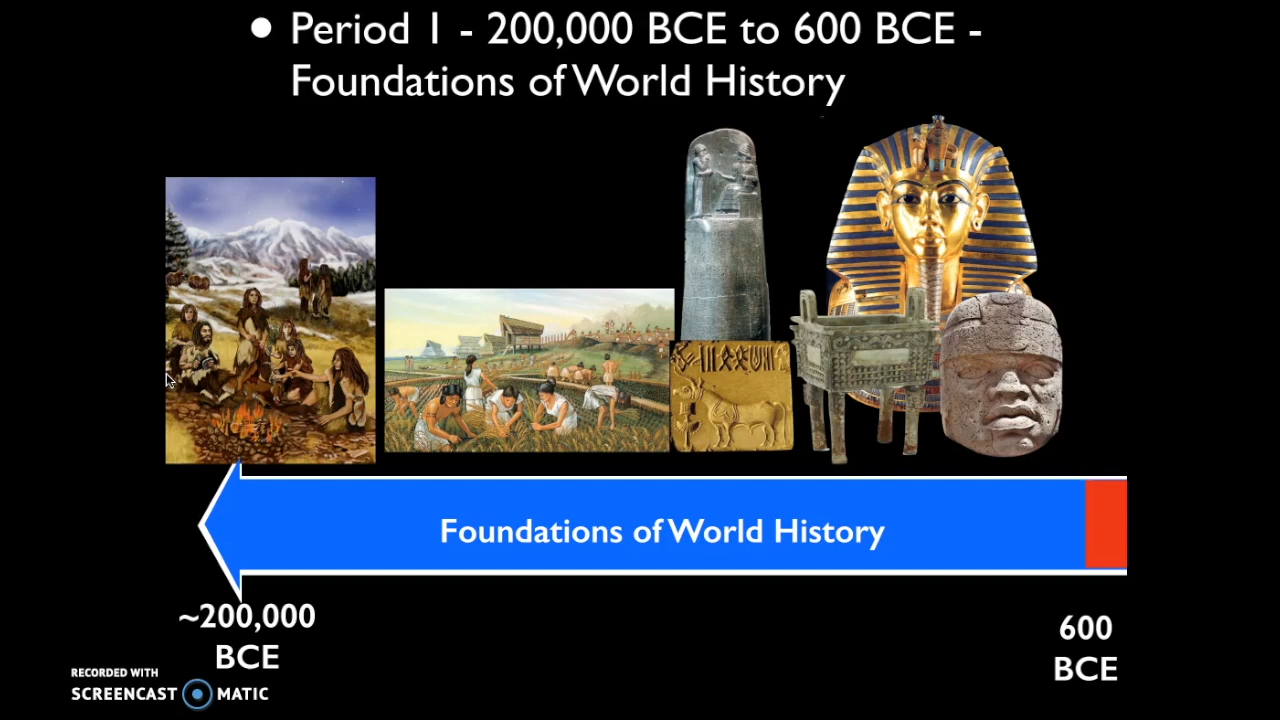 Period 1 - 200,000 BCE to 600 BCE -
Foundations of World History
Foundations of World History
~200,000
BCE
600
BCE
RECORDED WITH
SCREENCAST MATIC